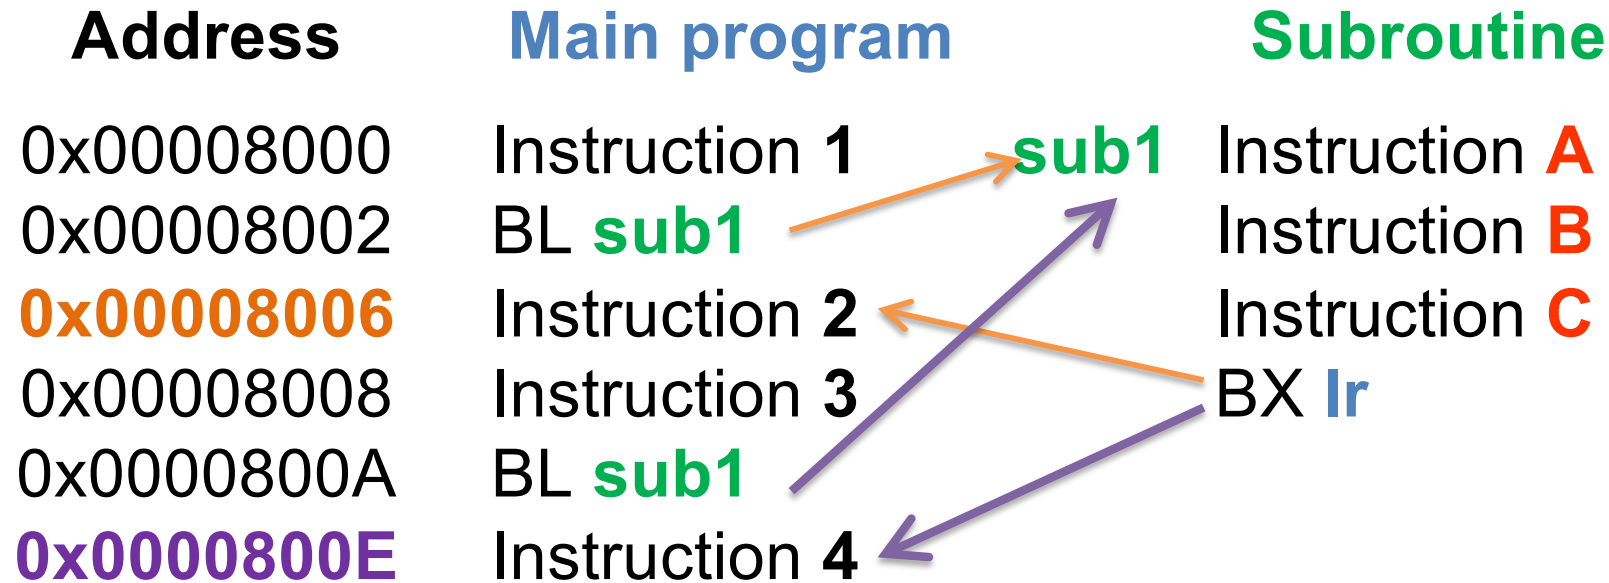 Address Main program Subroutine
0x00008000 Instruction 1 sub1 Instruction A
0x00008002 BL sub1 Instruction B
0x00008006 Instruction 2 Instruction C
0x00008008 Instruction 3 BX lr
0x0000800A BL sub1
0x0000800E Instruction 4